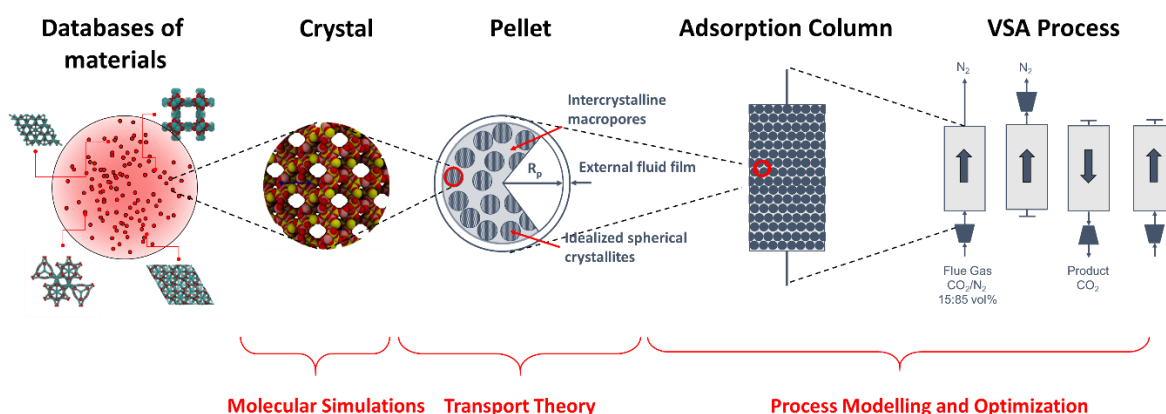 Databases of
materials
Crystal
Pellet
Adsorption Column
VSA Process
Intercrystalline
macropores
External fluid film
Rp
Idealized spherical
crystallites
N2
N2
Flue Gas
CO2/N2
15:85 vol%
Product
CO2
Molecular Simulations
Transport Theory
Process Modelling and Optimization